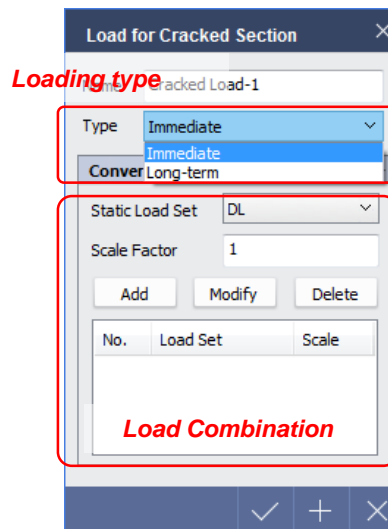 Load for Cracked Section
Loading type
Name Cracked Load-1
Type Immediate
Immediate
Long-term
Conver
Static Load Set DL
Scale Factor 1
Add Modify Delete
No. Load Set Scale
Load Combination